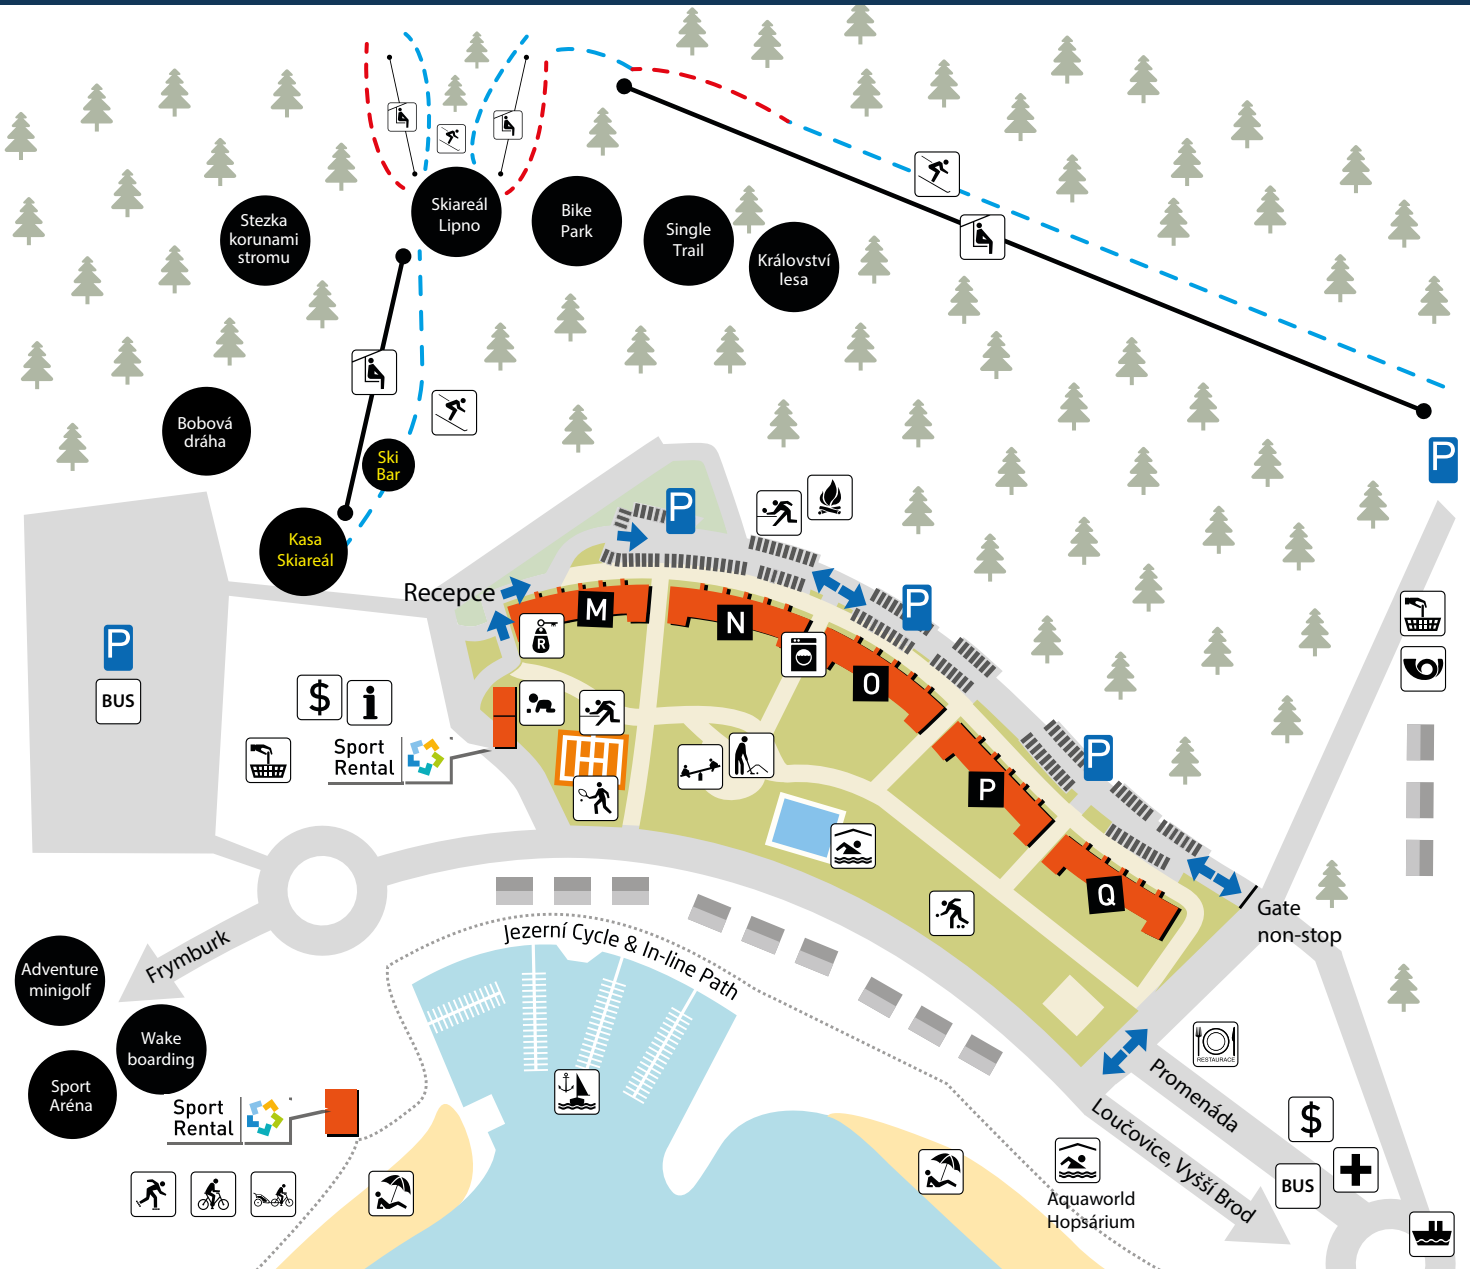 Skiareál
Lipno
Bike
Park
Stezka
korunami
stromu
Single
Trail
Království
lesa
Bobová
dráha
Ski
Bar
Kasa
Skiareál
P
P
P
P
P
BUS
Recepce
M
N
O
P
Q
R
$
i
Sport
Rental
Gate
non-stop
Jezerní Cycle & In-line Path
Frymburk
Adventure
minigolf
Wake
boarding
Sport
Aréna
Sport
Rental
RESTAURACE
Promenáda
Loučovice, Vyšší Brod
$
BUS
Aquaworld
Hopsárium